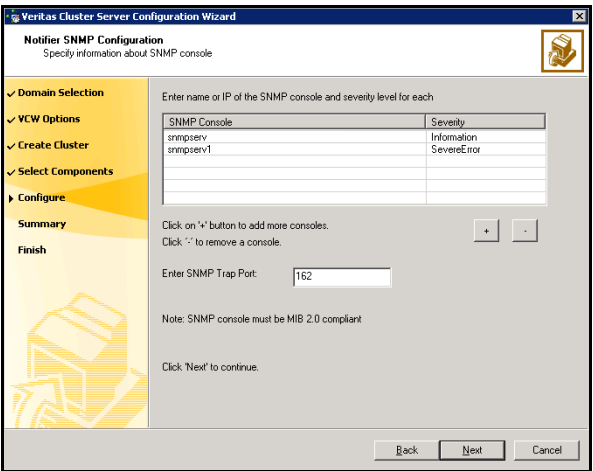 Veritas Cluster Server Configuration Wizard
Notifier SNMP Configuration
Specify information about SNMP console
Domain Selection
VCW Options
Create Cluster
Select Components
Configure
Summary
Finish
Enter name or IP of the SNMP console and severity level for each
SNMP Console Severity
snmpserv Information
snmpserv1 SevereError
Click on '+' button to add more consoles.
Click '-' to remove a console.
+ -
Enter SNMP Trap Port: 162
Note: SNMP console must be MIB 2.0 compliant
Click 'Next' to continue.
Back Next Cancel